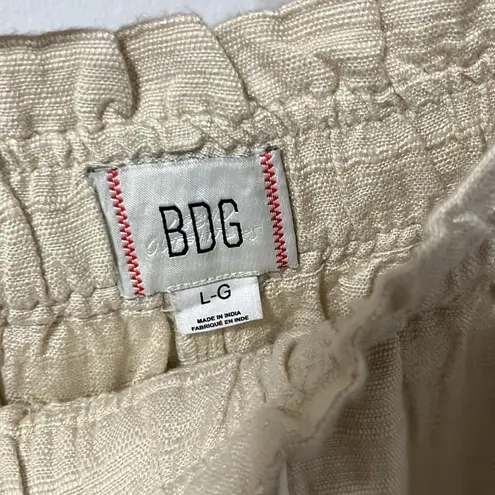 BDG
L-G
MADE IN INDIA
FABRIQUÉ EN INDE